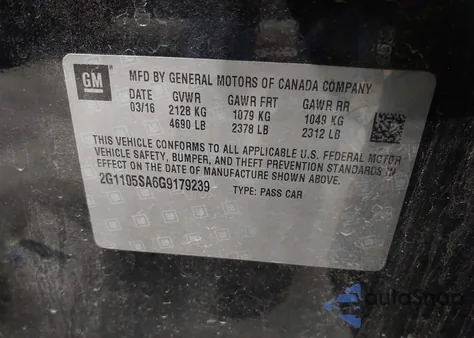 GM
MFD BY GENERAL MOTORS OF CANADA COMPANY
DATE GVWR GAWR FRT GAWR RR
03/16 2128 KG 1079 KG 1049 KG
4690 LB 2378 LB 2312 LB
THIS VEHICLE CONFORMS TO ALL APPLICABLE U.S. FEDERAL MOTOR
VEHICLE SAFETY, BUMPER, AND THEFT PREVENTION STANDARDS IN
EFFECT ON THE DATE OF MANUFACTURE SHOWN ABOVE.
2G1105SA6G9179239 TYPE: PASS CAR
autoSnap